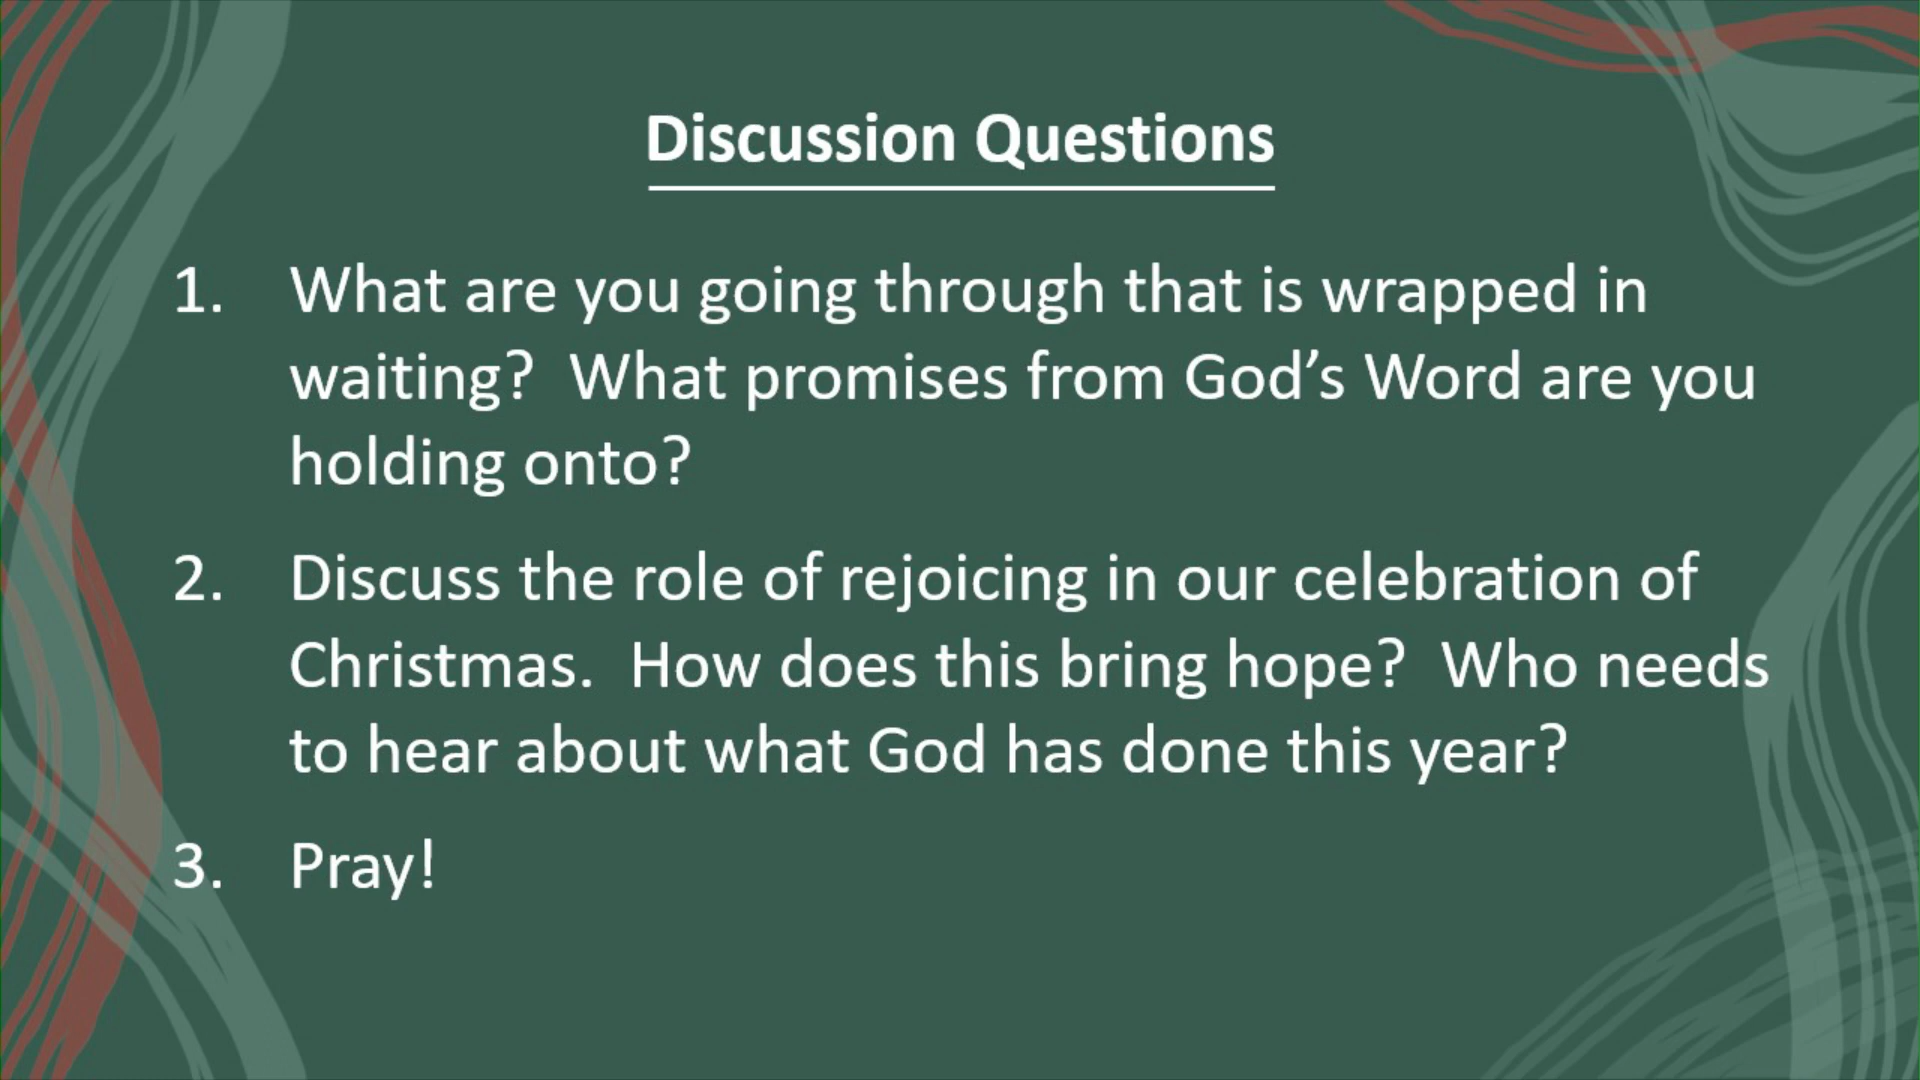 Discussion Questions
1. What are you going through that is wrapped in
waiting?  What promises from God’s Word are you
holding onto?
2. Discuss the role of rejoicing in our celebration of
Christmas.  How does this bring hope?  Who needs
to hear about what God has done this year?
3. Pray!